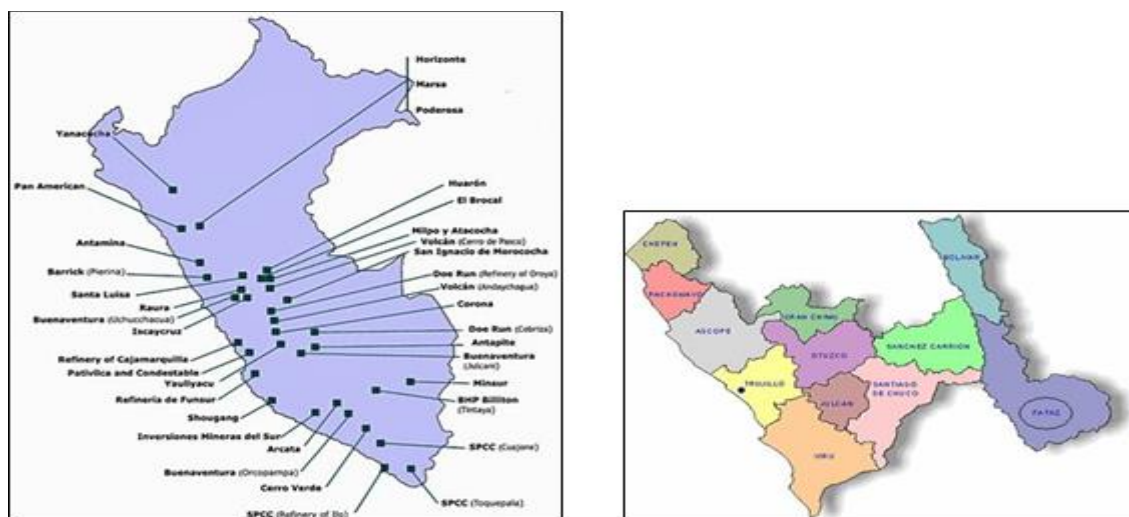 Horizonte
Marsa
Poderosa
Yanacocha
Pan American
Huarón
El Brocal
Milpo y Atacocha
Volcán (Cerro de Pasco)
San Ignacio de Morococha
Antamina
Barrick (Pierina)
Santa Luisa
Raura
Buenaventura (Uchucchacua)
Iscaycruz
Doe Run (Refinery of Oroya)
Volcán (Andaychagua)
Corona
Doe Run (Cobriza)
Antapite
Buenaventura
(Julcani)
Refinery of Cajamarquilla
Pativilca and Condestable
Yauliyacu
Refinería de Funsur
Shougang
Minsur
BHP Billiton
(Tintaya)
Inversiones Mineras del Sur
Arcata
Buenaventura (Orcopampa)
Cerro Verde
SPCC (Refinery of Ilo)
SPCC (Cuajone)
SPCC (Toquepala)
CHEPEN
PACASMAYO
ASCOPE
GRAN CHIMU
OTUZCO
TRUJILLO
JULCAN
VIRU
SANCHEZ CARRION
SANTIAGO
DE CHUCO
BOLIVAR
PATAZ